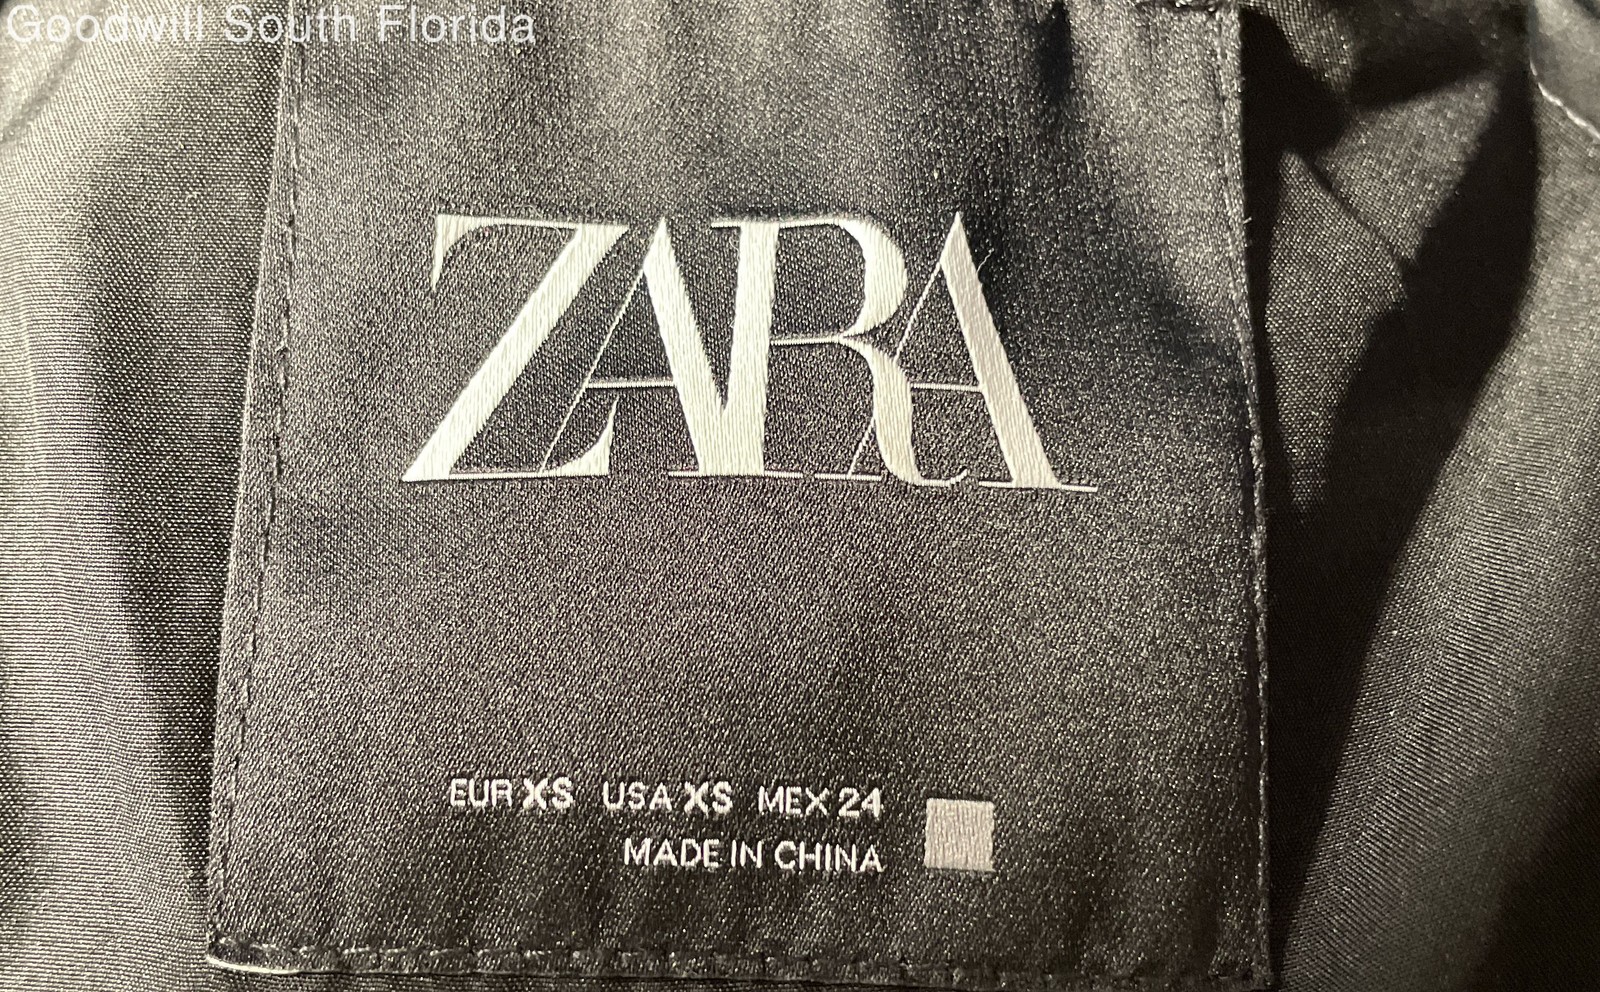 Goodwill South Florida
ZARA
EUR XS USA XS MEX 24
MADE IN CHINA